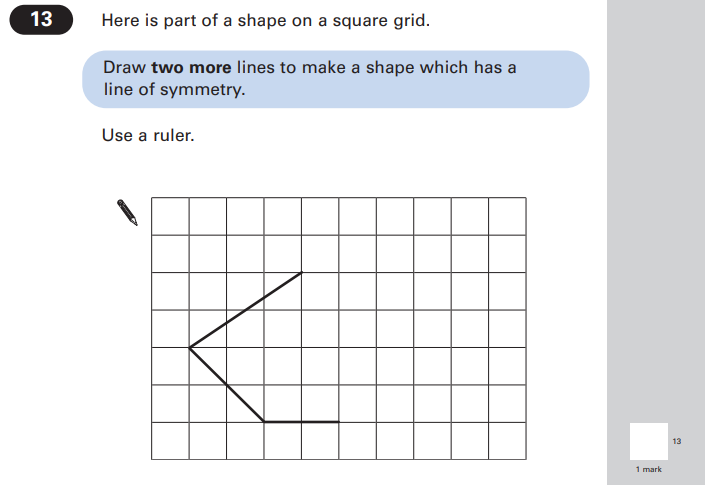 13
Here is part of a shape on a square grid.
Draw two more lines to make a shape which has a
line of symmetry.
Use a ruler.
13
1 mark